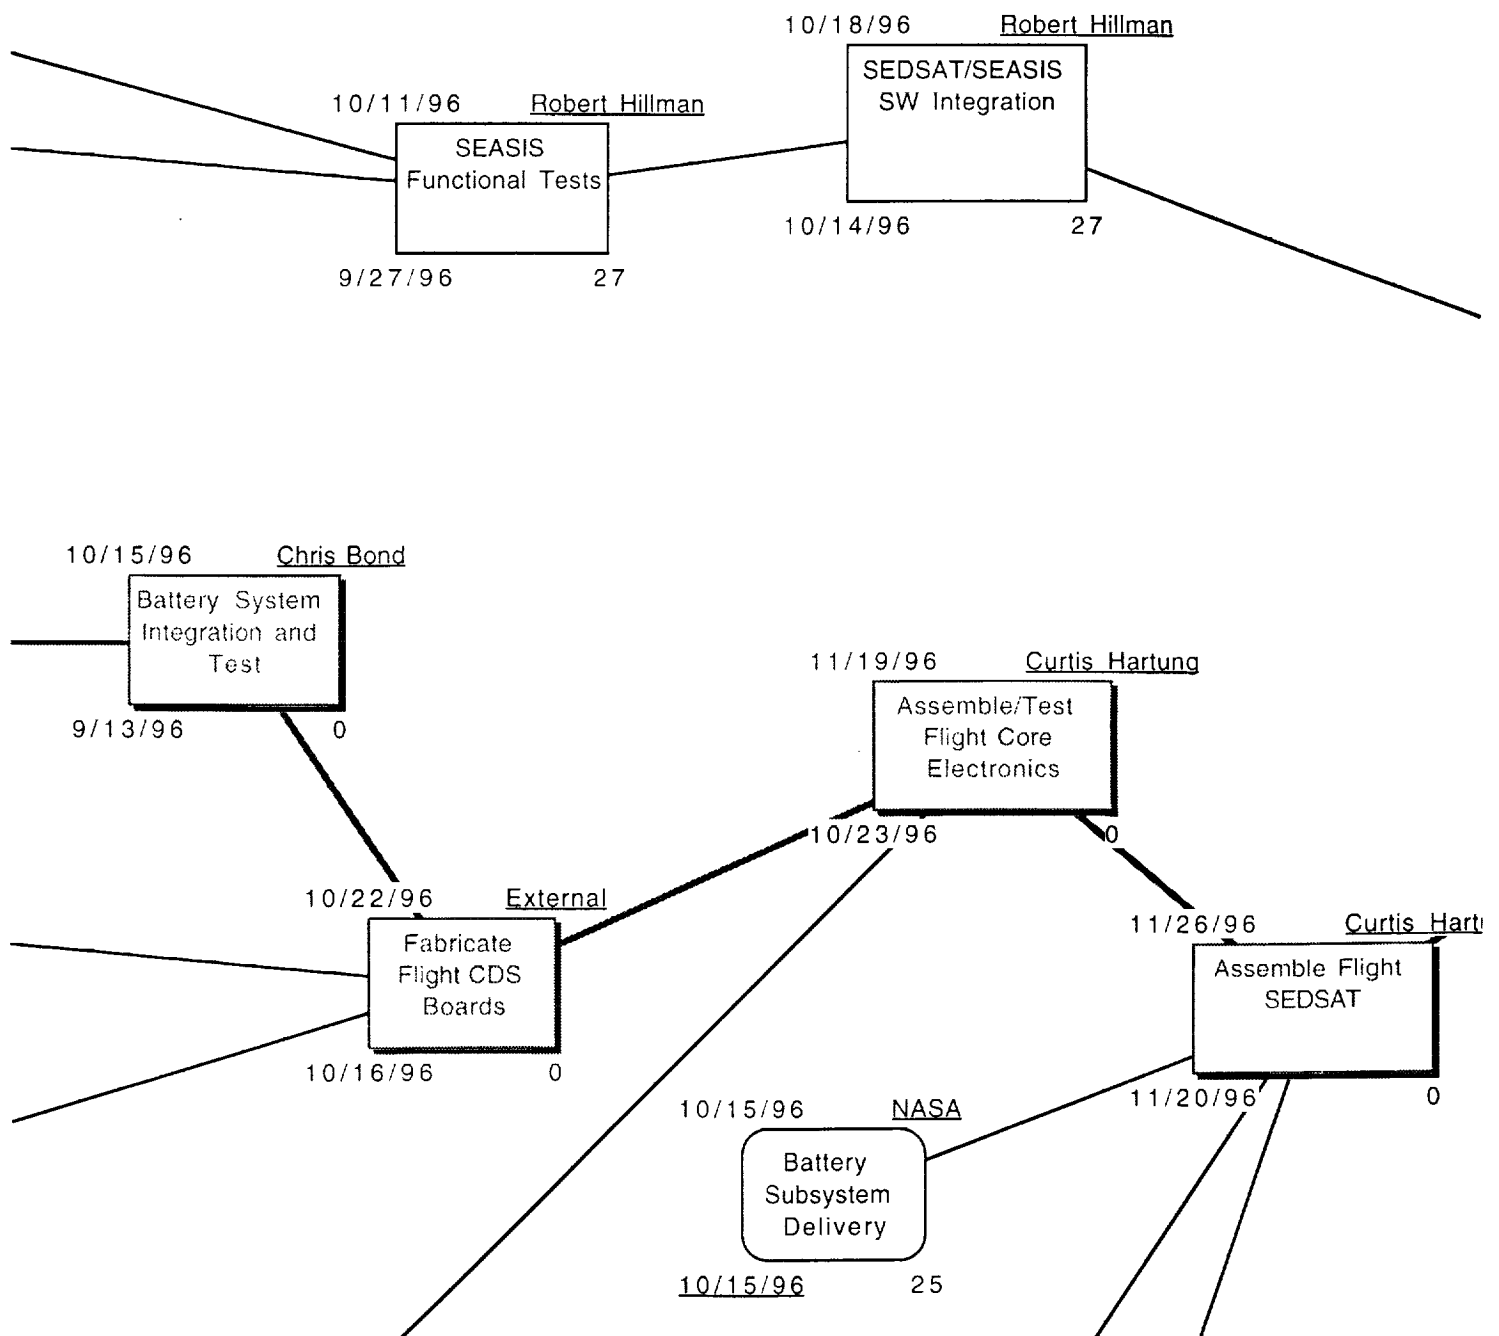 10/18/96 Robert Hillman
SEDSAT/SEASIS
SW Integration
10/14/96 27
10/11/96 Robert Hillman
SEASIS
Functional Tests
9/27/96 27
10/15/96 Chris Bond
Battery System
Integration and
Test
9/13/96 0
11/19/96 Curtis Hartung
Assemble/Test
Flight Core
Electronics
10/23/96 0
10/22/96 External
Fabricate
Flight CDS
Boards
10/16/96 0
11/26/96 Curtis
Assemble Flight
SEDSAT
11/20/96 0
10/15/96 NASA
Battery
Subsystem
Delivery
10/15/96 25